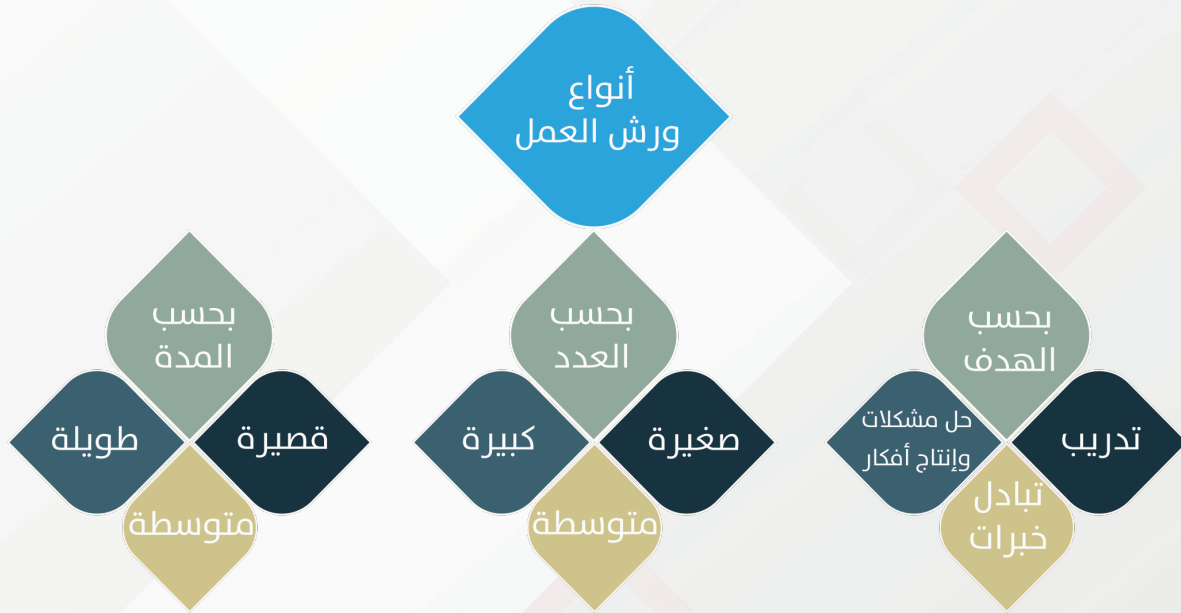 أنواع
ورش العمل
بحسب
الهدف
تدريب
حل مشكلات
وإنتاج أفكار
تبادل
خبرات
بحسب
العدد
صغيرة
كبيرة
متوسطة
بحسب
المدة
قصيرة
طويلة
متوسطة